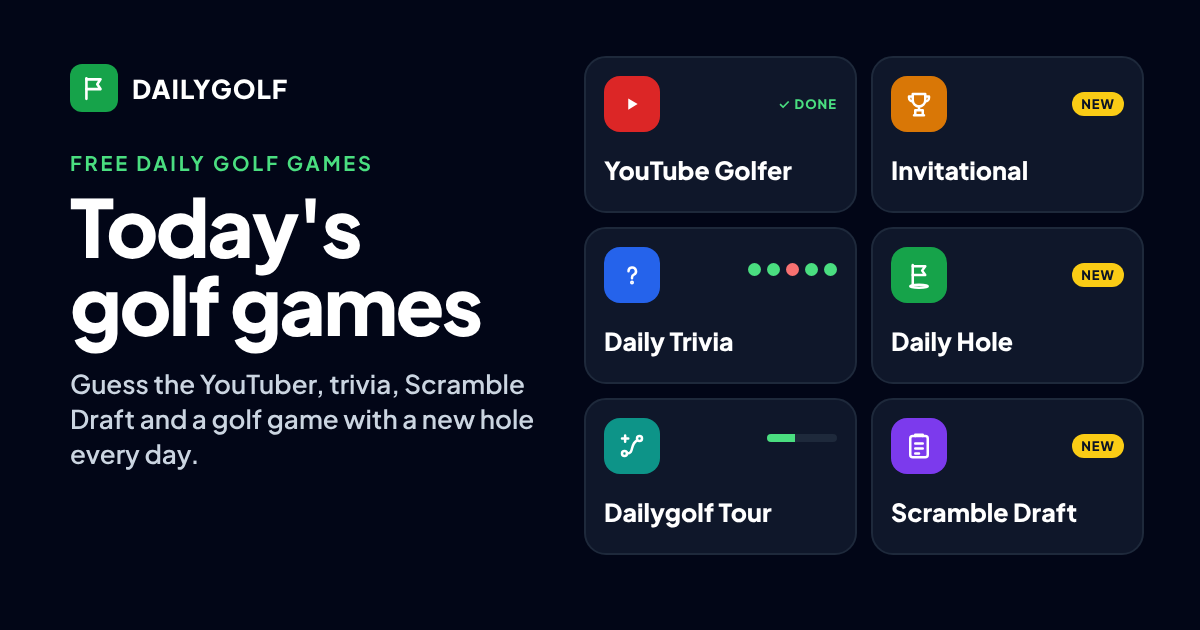 DAILYGOLF
FREE DAILY GOLF GAMES
Today's
golf games
Guess the YouTuber, trivia, Scramble
Draft and a golf game with a new hole
every day.
✓ DONE
YouTube Golfer
NEW
Invitational
?
Daily Trivia
NEW
Daily Hole
Dailygolf Tour
NEW
Scramble Draft